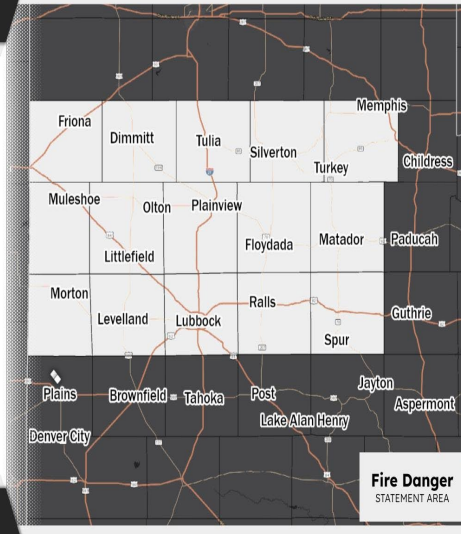 Memphis
Friona
Dimmitt
Tulia
Silverton
Turkey
Childress
Muleshoe
Olton
Plainview
Floydada
Matador
Paducah
Littlefield
Morton
Levelland
Lubbock
Ralls
Guthrie
Spur
Plains
Brownfield
Tahoka
Post
Jayton
Aspermont
Lake Alan Henry
Denver City
Fire Danger
STATEMENT AREA